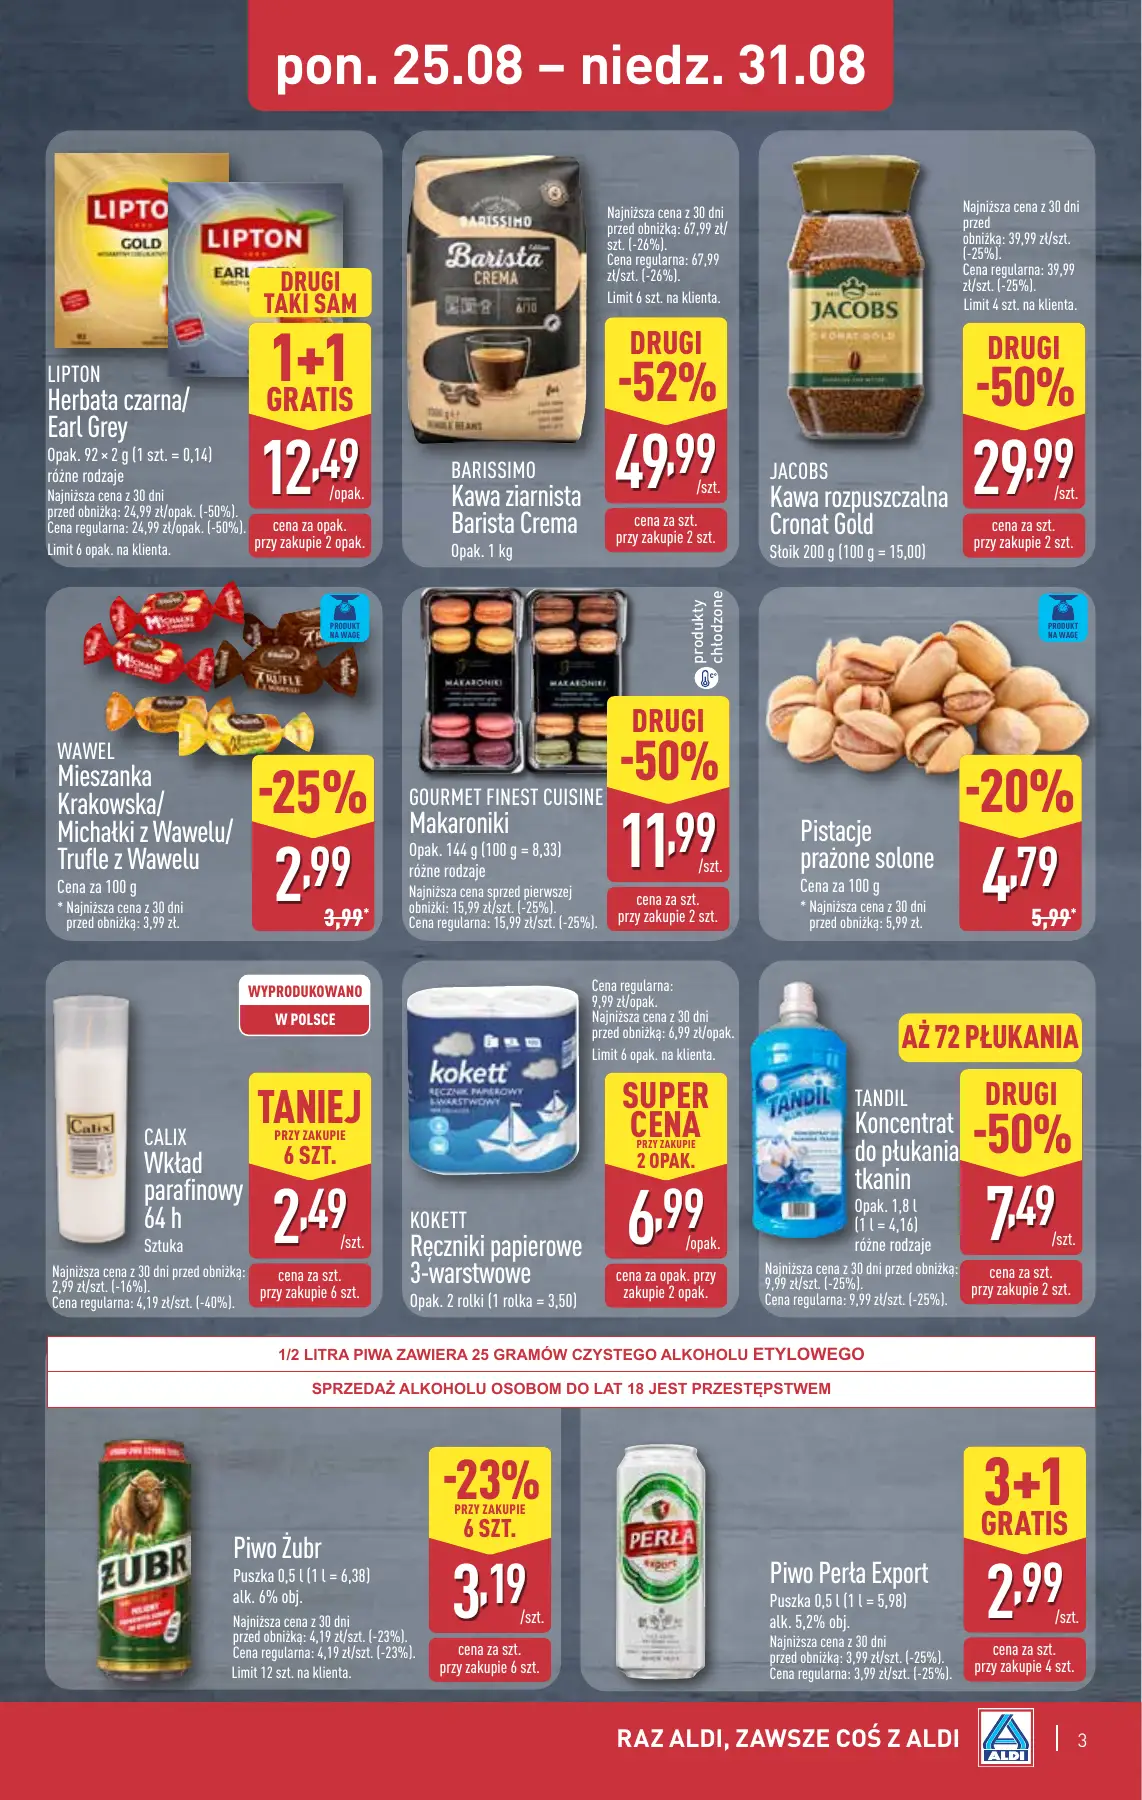 pon. 25.08 – niedz. 31.08
LIPTO
GOLD
LIPTON
DRUGI
TAKI SAM
1+1
GRATIS
12,49
/opak.
cena za opak.
przy zakupie 2 opak.
LIPTON
Herbata czarna/
Earl Grey
Opak. 92 × 2 g (1 szt. = 0,14)
różne rodzaje
Najniższa cena z 30 dni
przed obniżką: 24,99 zł/opak. (-50%).
Cena regularna: 24,99 zł/opak. (-50%).
Limit 6 opak. na klienta.
BARISSIMO
Barista
CREMA
Najniższa cena z 30 dni
przed obniżką: 67,99 zł/
szt. (-26%).
Cena regularna: 67,99
zł/szt. (-26%).
Limit 6 szt. na klienta.
DRUGI
-52%
49,99
/szt.
cena za szt.
przy zakupie 2 szt.
BARISSIMO
Kawa ziarnista
Barista Crema
Opak. 1 kg
JACOBS
CRONAT GOLD
Najniższa cena z 30 dni
przed
obniżką: 39,99 zł/szt.
(-25%).
Cena regularna: 39,99
zł/szt. (-25%).
Limit 4 szt. na klienta.
DRUGI
-50%
29,99
/szt.
cena za szt.
przy zakupie 2 szt.
JACOBS
Kawa rozpuszczalna
Cronat Gold
Słoik 200 g (100 g = 15,00)
PRODUKT
NA WAGĘ
WAWEL
Mieszanka
Krakowska/
Michałki z Wawelu/
Trufle z Wawelu
Cena za 100 g
* Najniższa cena z 30 dni
przed obniżką: 3,99 zł.
-25%
2,99
3,99*
produkty
chłodzone
MAKARONIKI
MAKARONIKI
DRUGI
-50%
11,99
/szt.
cena za szt.
przy zakupie 2 szt.
GOURMET FINEST CUISINE
Makaroniki
Opak. 144 g (100 g = 8,33)
różne rodzaje
Najniższa cena sprzed pierwszej
obniżki: 15,99 zł/szt. (-25%).
Cena regularna: 15,99 zł/szt. (-25%).
PRODUKT
NA WAGĘ
Pistacje
prażone solone
Cena za 100 g
* Najniższa cena z 30 dni
przed obniżką: 5,99 zł.
-20%
4,79
5,99*
WYPRODUKOWANO
W POLSCE
Calix
CALIX
Wkład
parafinowy
64 h
Sztuka
Najniższa cena z 30 dni przed obniżką:
2,99 zł/szt. (-16%).
Cena regularna: 4,19 zł/szt. (-40%).
TANIEJ
PRZY ZAKUPIE
6 SZT.
2,49
/szt.
cena za szt.
przy zakupie 6 szt.
kokett
RĘCZNIK PAPIEROWY
3-WARSTWOWY
Cena regularna:
9,99 zł/opak.
Najniższa cena z 30 dni
przed obniżką: 6,99 zł/opak.
Limit 6 opak. na klienta.
SUPER
CENA
PRZY ZAKUPIE
2 OPAK.
6,99
/opak.
cena za opak. przy
zakupie 2 opak.
KOKETT
Ręczniki papierowe
3-warstwowe
Opak. 2 rolki (1 rolka = 3,50)
TANDIL
AŻ 72 PŁUKANIA
TANDIL
Koncentrat
do płukania
tkanin
Opak. 1,8 l
(1 l = 4,16)
różne rodzaje
Najniższa cena z 30 dni przed obniżką:
9,99 zł/szt. (-25%).
Cena regularna: 9,99 zł/szt. (-25%).
DRUGI
-50%
7,49
/szt.
cena za szt.
przy zakupie 2 szt.
1/2 LITRA PIWA ZAWIERA 25 GRAMÓW CZYSTEGO ALKOHOLU ETYLOWEGO
SPRZEDAŻ ALKOHOLU OSOBOM DO LAT 18 JEST PRZESTĘPSTWEM
ŻUBR
Piwo Żubr
Puszka 0,5 l (1 l = 6,38)
alk. 6% obj.
Najniższa cena z 30 dni
przed obniżką: 4,19 zł/szt. (-23%).
Cena regularna: 4,19 zł/szt. (-23%).
Limit 12 szt. na klienta.
-23%
PRZY ZAKUPIE
6 SZT.
3,19
/szt.
cena za szt.
przy zakupie 6 szt.
PERŁA
EXPORT
Piwo Perła Export
Puszka 0,5 l (1 l = 5,98)
alk. 5,2% obj.
Najniższa cena z 30 dni
przed obniżką: 3,99 zł/szt. (-25%).
Cena regularna: 3,99 zł/szt. (-25%).
3+1
GRATIS
2,99
/szt.
cena za szt.
przy zakupie 4 szt.
RAZ ALDI, ZAWSZE COŚ Z ALDI
ALDI
3